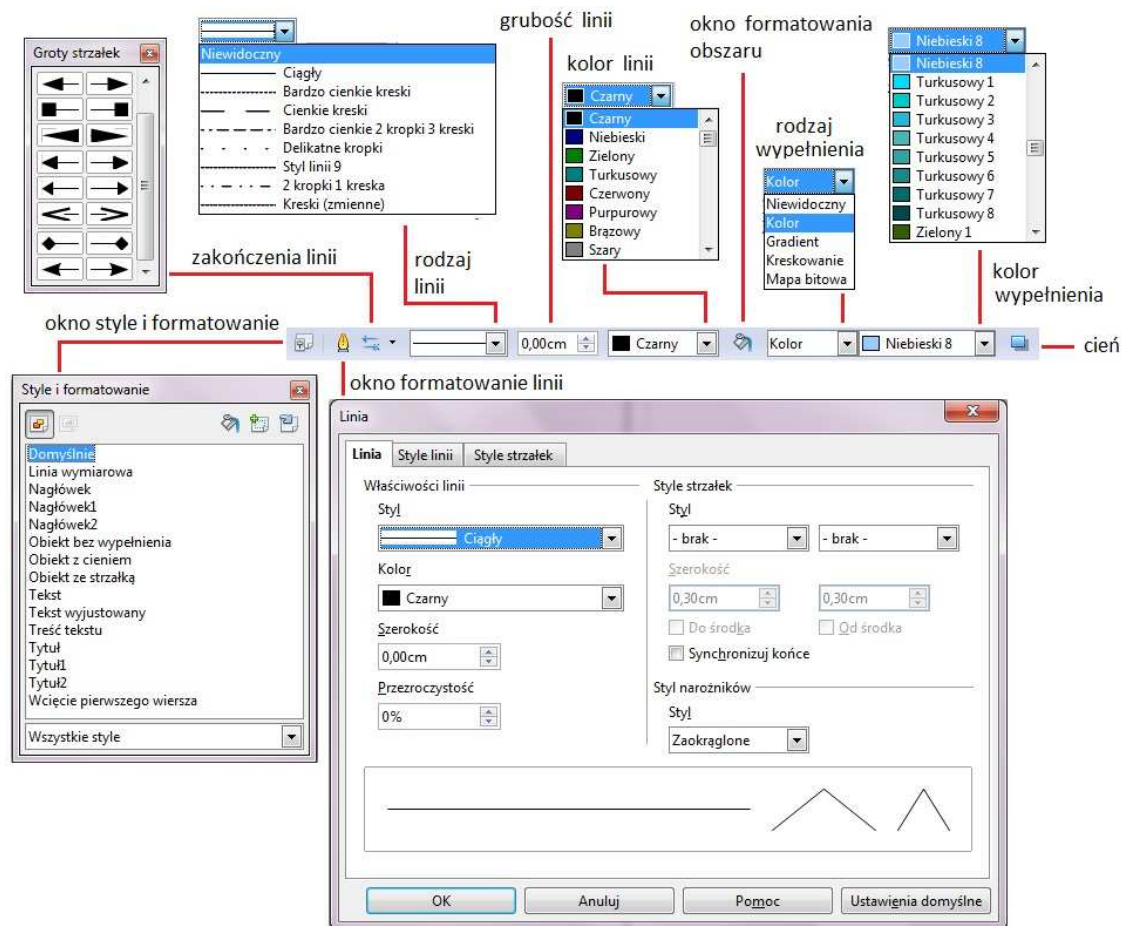 grubość linii
okno formatowania
obszaru
Niebieski 8
Groty strzałek
Niewidoczny
Ciągły
Bardzo cienkie kreski
Cienkie kreski
Bardzo cienkie 2 kropki 3 kreski
Delikatne kropki
Styl linii 9
2 kropki 1 kreska
Kreski (zmienne)
kolor linii
Czarny
Czarny
Niebieski
Zielony
Turkusowy
Czerwony
Purpurowy
Brązowy
Szary
rodzaj
wypełnienia
Kolor
Niewidoczny
Kolor
Gradient
Kreskowanie
Mapa bitowa
Niebieski 8
Turkusowy 1
Turkusowy 2
Turkusowy 3
Turkusowy 4
Turkusowy 5
Turkusowy 6
Turkusowy 7
Turkusowy 8
Zielony 1
zakończenia linii
rodzaj
linii
kolor
wypełnienia
okno style i formatowanie
0,00cm
Czarny
Kolor
Niebieski 8
cień
okno formatowanie linii
Style i formatowanie
Domyślnie
Linia wymiarowa
Nagłówek
Nagłówek1
Nagłówek2
Obiekt bez wypełnienia
Obiekt z cieniem
Obiekt ze strzałką
Tekst
Tekst wyjustowany
Treść tekstu
Tytuł
Tytuł1
Tytuł2
Wcięcie pierwszego wiersza
Wszystkie style
Linia
Linia
Style linii
Style strzałek
Właściwości linii
Styl
Ciągły
Kolor
Czarny
Szerokość
0,00cm
Przezroczystość
0%
Style strzałek
Styl
- brak -
- brak -
Szerokość
0,30cm
0,30cm
Do środka
Od środka
Synchronizuj końce
Styl narożników
Styl
Zaokrąglone
OK
Anuluj
Pomoc
Ustawienia domyślne